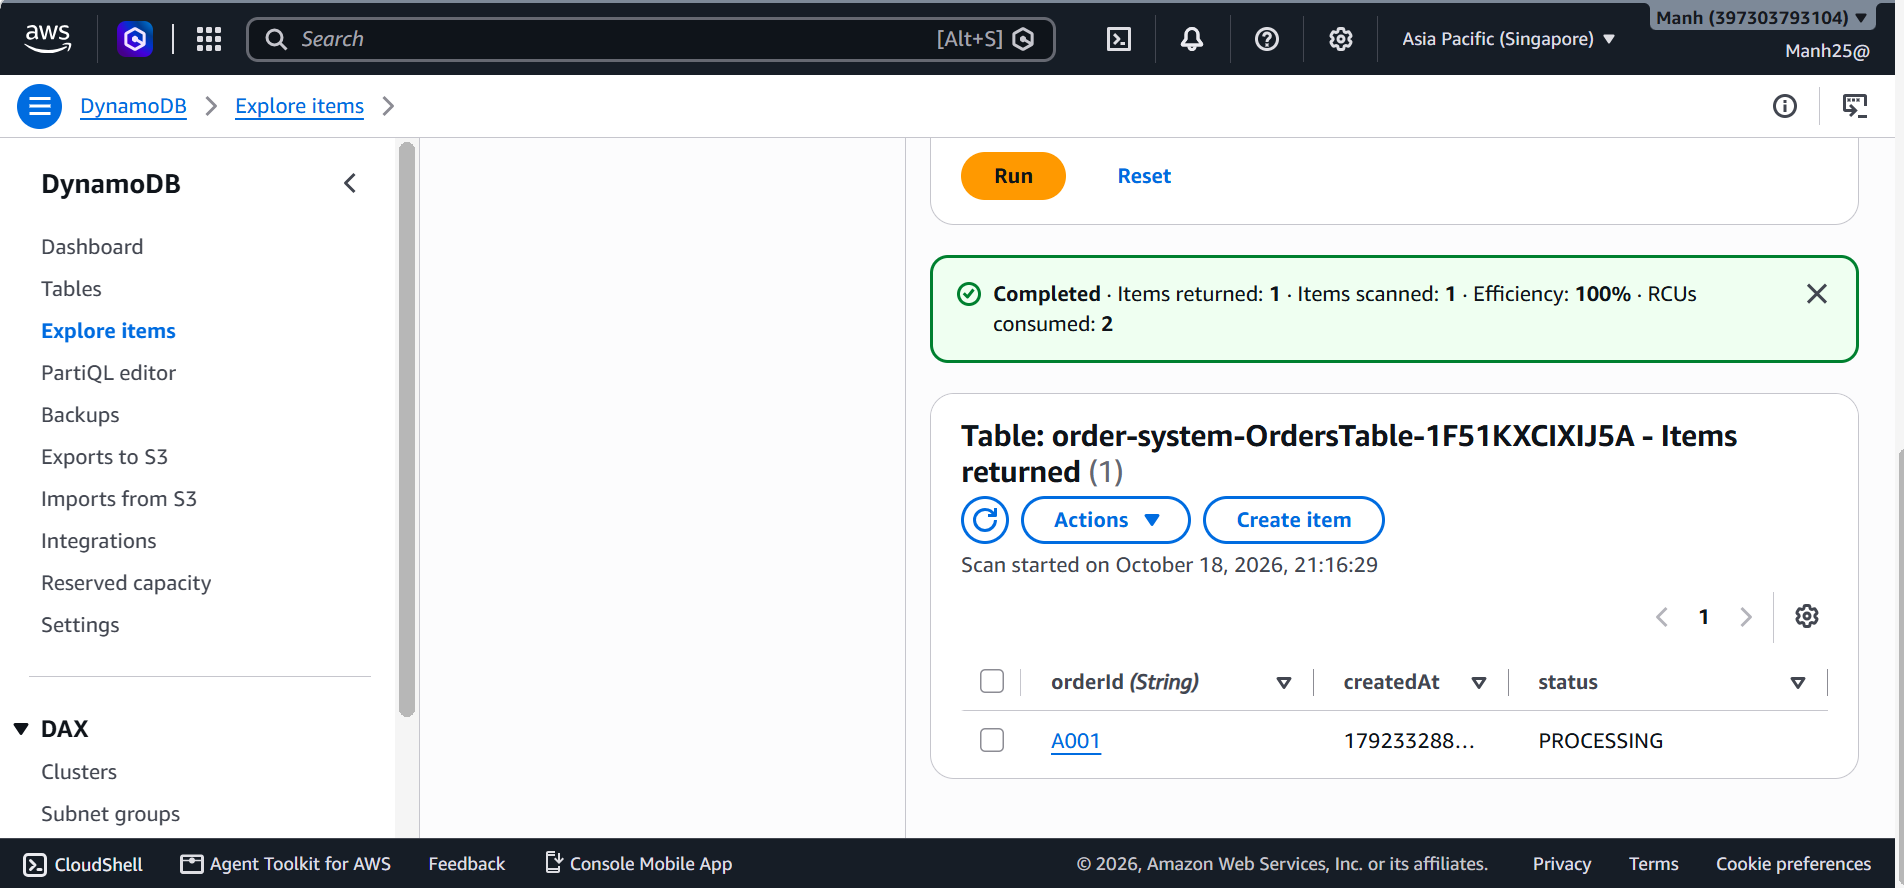 aws
Search
[Alt+S]
Asia Pacific (Singapore)
Manh (397303793104)
Manh25@
DynamoDB
Explore items
DynamoDB
Dashboard
Tables
Explore items
PartiQL editor
Backups
Exports to S3
Imports from S3
Integrations
Reserved capacity
Settings
DAX
Clusters
Subnet groups
Run
Reset
Completed · Items returned: 1 · Items scanned: 1 · Efficiency: 100% · RCUs
consumed: 2
Table: order-system-OrdersTable-1F51KXCIXIJ5A - Items
returned (1)
Actions
Create item
Scan started on October 18, 2026, 21:16:29
1
orderId (String)
createdAt
status
A001
179233288...
PROCESSING
CloudShell
Agent Toolkit for AWS
Feedback
Console Mobile App
© 2026, Amazon Web Services, Inc. or its affiliates.
Privacy
Terms
Cookie preferences